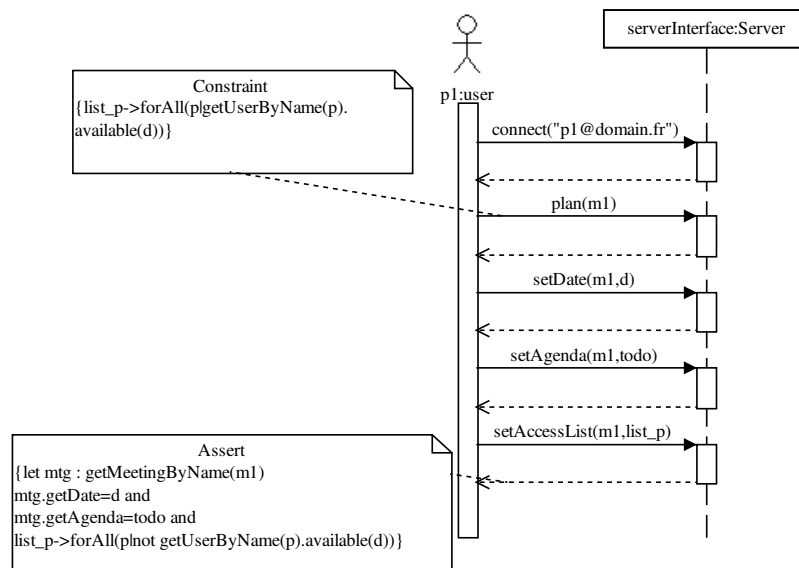 serverInterface:Server
p1:user
Constraint
{list_p->forAll(p|getUserByName(p).
available(d))}
connect("p1@domain.fr")
plan(m1)
setDate(m1,d)
setAgenda(m1,todo)
setAccessList(m1,list_p)
Assert
{let mtg : getMeetingByName(m1)
mtg.getDate=d and
mtg.getAgenda=todo and
list_p->forAll(p|not getUserByName(p).available(d))}